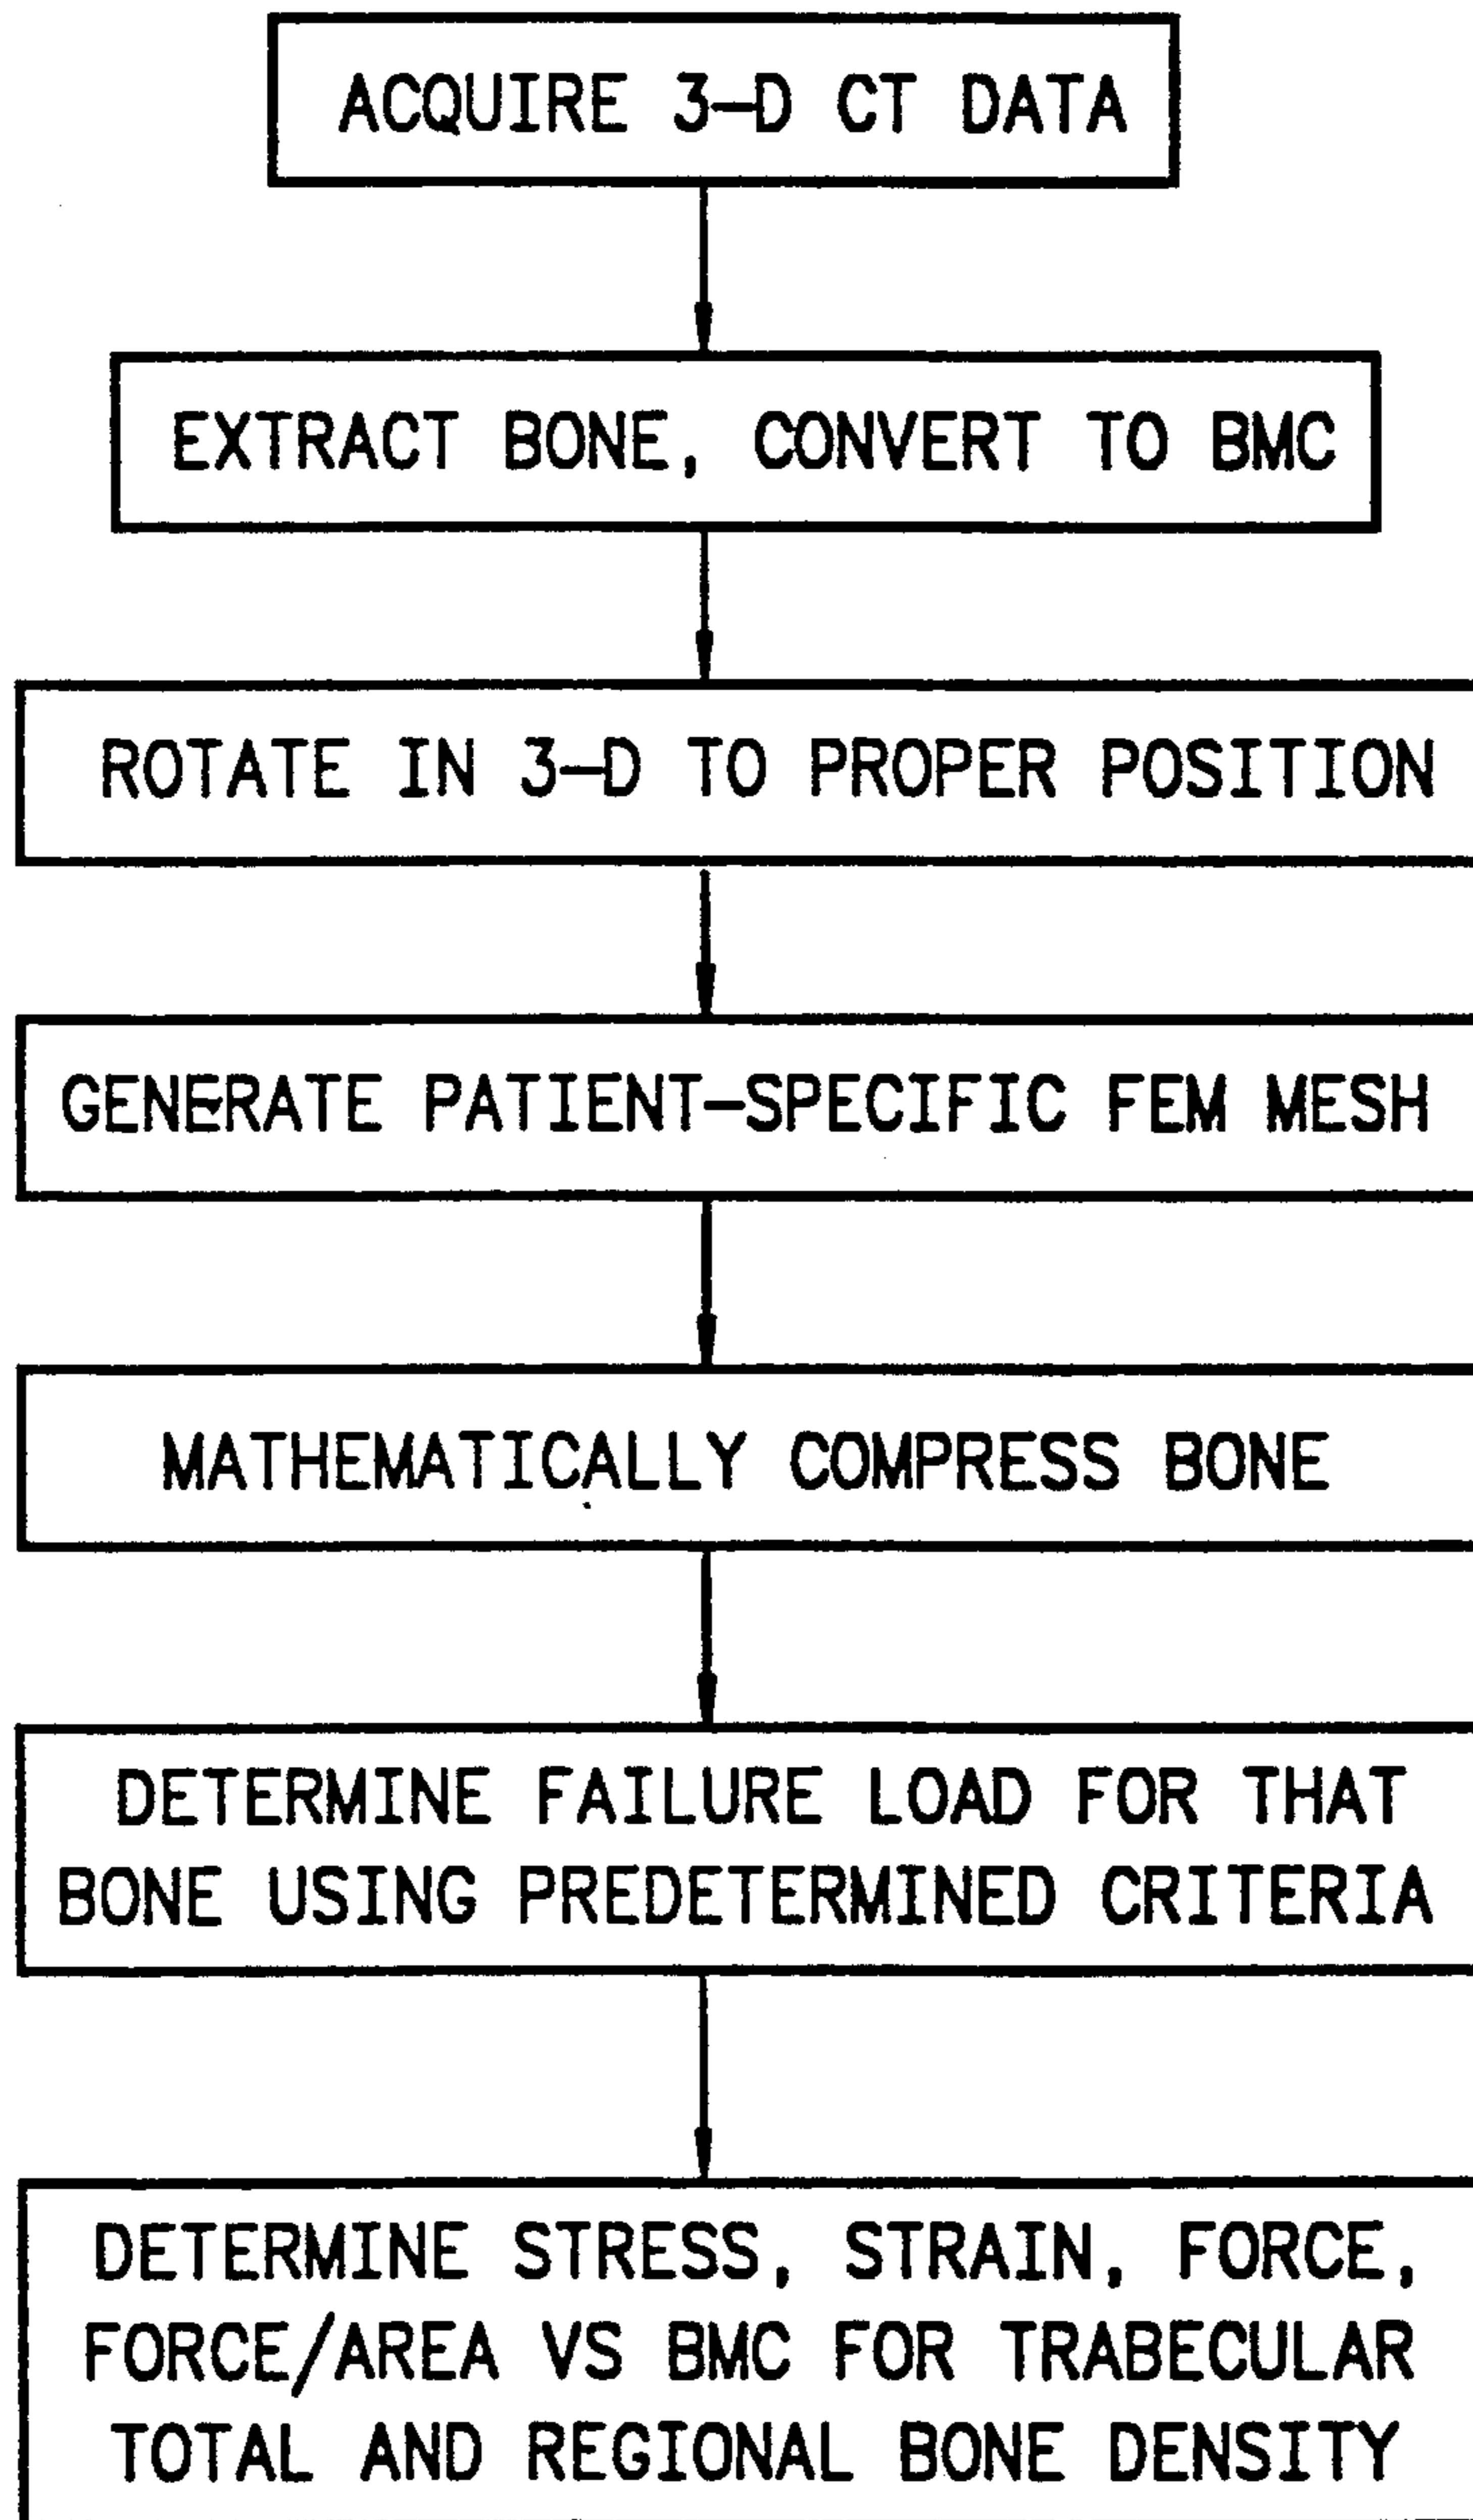 ACQUIRE 3-D CT DATA
EXTRACT BONE, CONVERT TO BMC
ROTATE IN 3-D TO PROPER POSITION
GENERATE PATIENT-SPECIFIC FEM MESH
MATHEMATICALLY COMPRESS BONE
DETERMINE FAILURE LOAD FOR THAT
BONE USING PREDETERMINED CRITERIA
DETERMINE STRESS, STRAIN, FORCE,
FORCE/AREA VS BMC FOR TRABECULAR
TOTAL AND REGIONAL BONE DENSITY